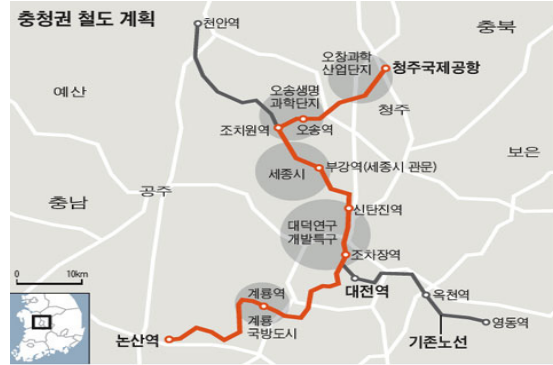 충청권 철도 계획
천안역
충북
오창과학
산업단지
청주국제공항
예산
오송생명
과학단지
청주
조치원역
오송역
보은
세종시
부강역(세종시 관문)
공주
충남
신탄진역
대덕연구
개발특구
조차장역
0 10km
대전역
계룡역
옥천역
계룡
국방도시
영동역
논산역
기존노선